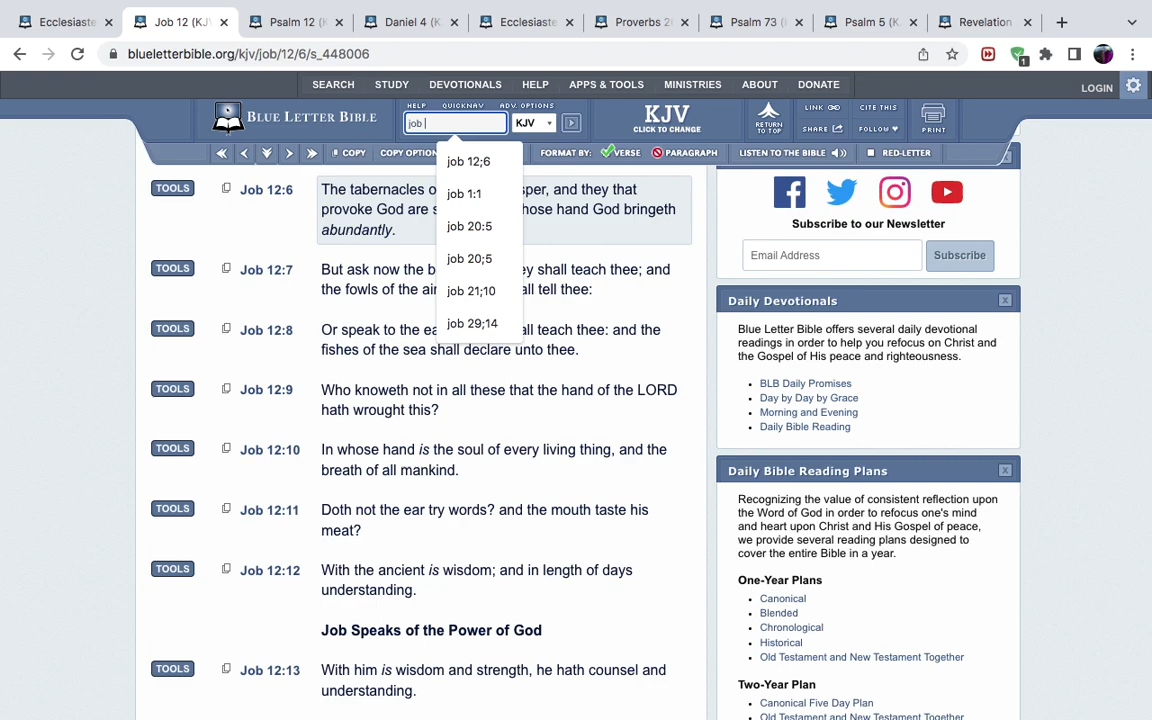 Ecclesiaste
Job 12 (KJV
Psalm 12 (K
Daniel 4 (K
Ecclesiaste
Proverbs 2
Psalm 73 (K
Psalm 5 (K
Revelation
blueletterbible.org/kjv/job/12/6/s_448006
1
SEARCH STUDY DEVOTIONALS HELP APPS & TOOLS MINISTRIES ABOUT DONATE
LOGIN
BLUE LETTER BIBLE
HELP QUICKNAV ADV. OPTIONS
job
KJV
KJV
CLICK TO CHANGE
RETURN
TO TOP
LINK
CITE THIS
SHARE
FOLLOW
PRINT
COPY
COPY OPTION
FORMAT BY:
VERSE
PARAGRAPH
LISTEN TO THE BIBLE
RED-LETTER
job 12;6
job 1:1
job 20:5
job 20;5
job 21;10
job 29;14
TOOLS
Job 12:6
The tabernacles o sper, and they that
provoke God are s hose hand God bringeth
abundantly.
TOOLS
Job 12:7
But ask now the b ey shall teach thee; and
the fowls of the air all tell thee:
TOOLS
Job 12:8
Or speak to the ea all teach thee: and the
fishes of the sea shall declare unto thee.
TOOLS
Job 12:9
Who knoweth not in all these that the hand of the LORD
hath wrought this?
TOOLS
Job 12:10
In whose hand is the soul of every living thing, and the
breath of all mankind.
TOOLS
Job 12:11
Doth not the ear try words? and the mouth taste his
meat?
TOOLS
Job 12:12
With the ancient is wisdom; and in length of days
understanding.
Job Speaks of the Power of God
TOOLS
Job 12:13
With him is wisdom and strength, he hath counsel and
understanding.
Subscribe to our Newsletter
Email Address
Subscribe
Daily Devotionals
Blue Letter Bible offers several daily devotional
readings in order to help you refocus on Christ and
the Gospel of His peace and righteousness.
BLB Daily Promises
Day by Day by Grace
Morning and Evening
Daily Bible Reading
Daily Bible Reading Plans
Recognizing the value of consistent reflection upon
the Word of God in order to refocus one's mind
and heart upon Christ and His Gospel of peace,
we provide several reading plans designed to
cover the entire Bible in a year.
One-Year Plans
Canonical
Blended
Chronological
Historical
Old Testament and New Testament Together
Two-Year Plan
Canonical Five Day Plan
Old Testament and New Testament Together